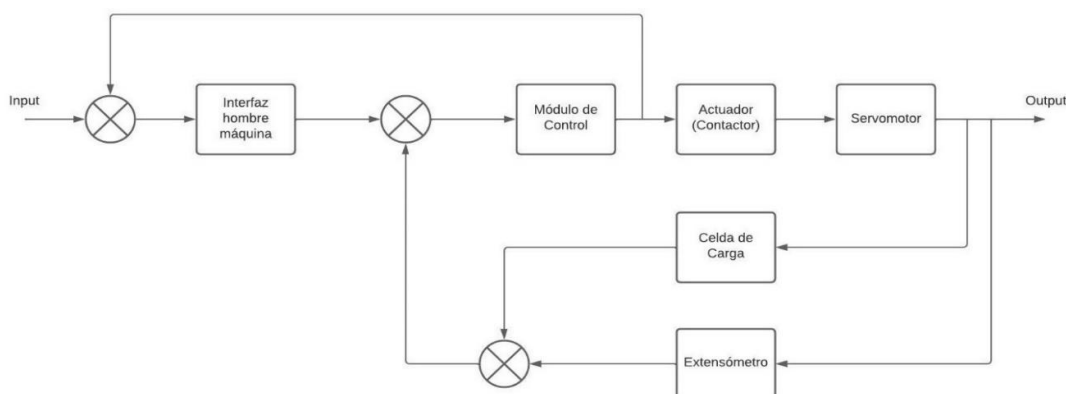 Input
Interfaz
hombre
máquina
Módulo de
Control
Actuador
(Contactor)
Servomotor
Output
Celda de
Carga
Extensómetro